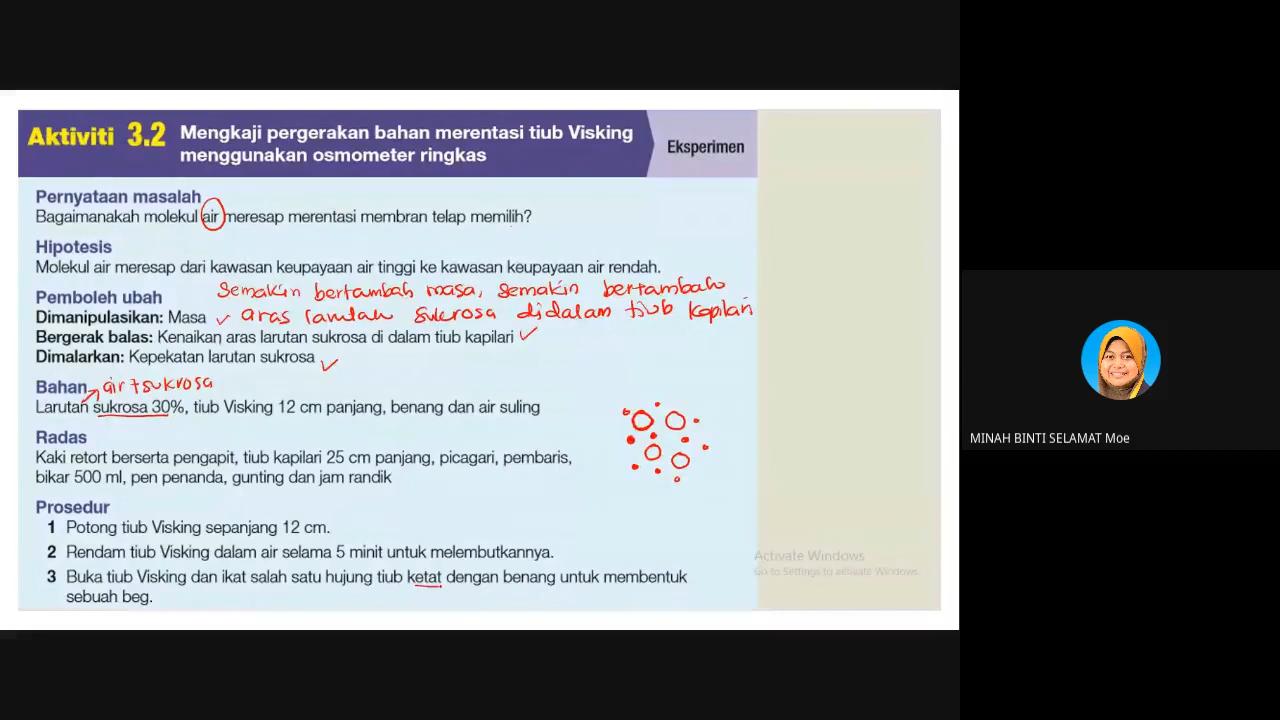 Aktiviti 3.2
Mengkaji pergerakan bahan merentasi tiub Visking
menggunakan osmometer ringkas
Eksperimen
Pernyataan masalah
Bagaimanakah molekul air meresap merentasi membran telap memilih?
Hipotesis
Molekul air meresap dari kawasan keupayaan air tinggi ke kawasan keupayaan air rendah.
Semakin bertambah masa, semakin bertambah
Pemboleh ubah
Dimanipulasikan: Masa
aras larutan sukrosa didalam tiub kapilari
Bergerak balas: Kenaikan aras larutan sukrosa di dalam tiub kapilari
Dimalarkan: Kepekatan larutan sukrosa
Bahan
air + sukrosa
Larutan sukrosa 30%, tiub Visking 12 cm panjang, benang dan air suling
Radas
Kaki retort berserta pengapit, tiub kapilari 25 cm panjang, picagari, pembaris,
bikar 500 ml, pen penanda, gunting dan jam randik
Prosedur
1 Potong tiub Visking sepanjang 12 cm.
2 Rendam tiub Visking dalam air selama 5 minit untuk melembutkannya.
3 Buka tiub Visking dan ikat salah satu hujung tiub ketat dengan benang untuk membentuk
sebuah beg.
Activate Windows
Go to Settings to activate Windows.
MINAH BINTI SELAMAT Moe